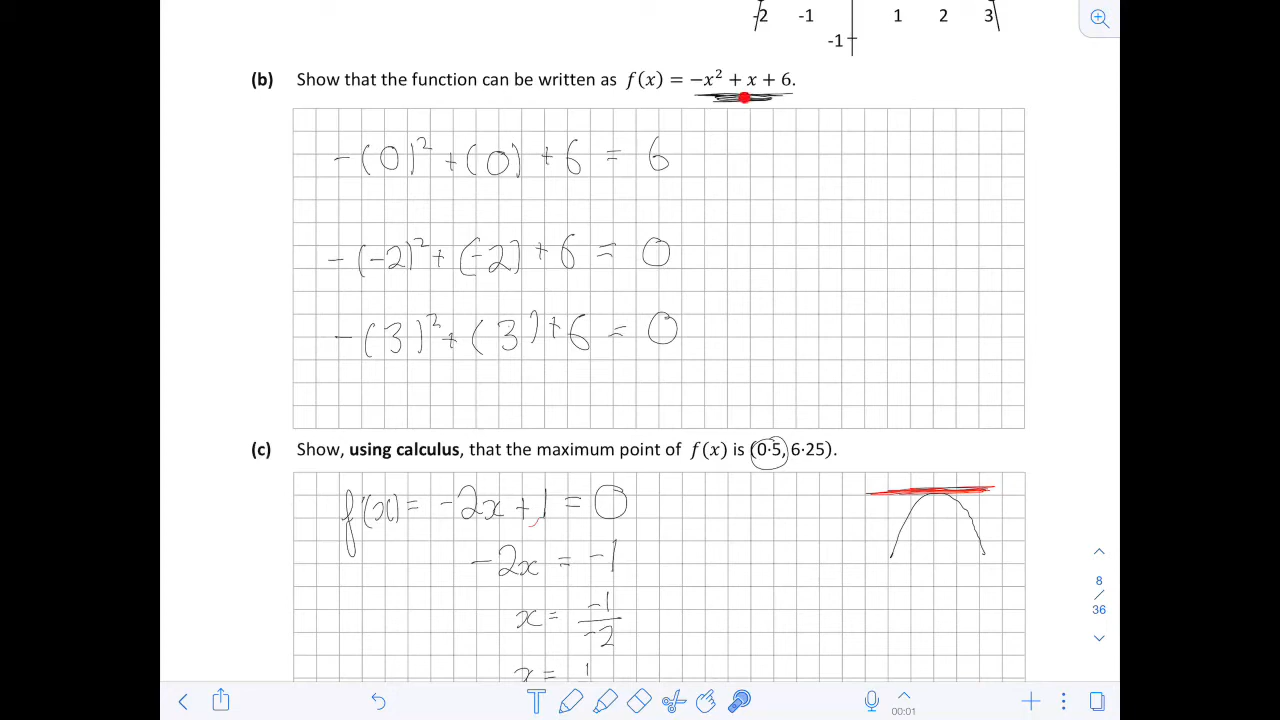 -2 -1 1 2 3
-1
(b) Show that the function can be written as f(x) = −x² + x + 6.
-(0)² + (0) + 6 = 6
-(-2)² + (-2) + 6 = 0
-(3)² + (3) + 6 = 0
(c) Show, using calculus, that the maximum point of f(x) is (0·5, 6·25).
f'(x) = -2x + 1 = 0
-2x = -1
x = -1/-2
x = 1
8
/
36
T
00:01